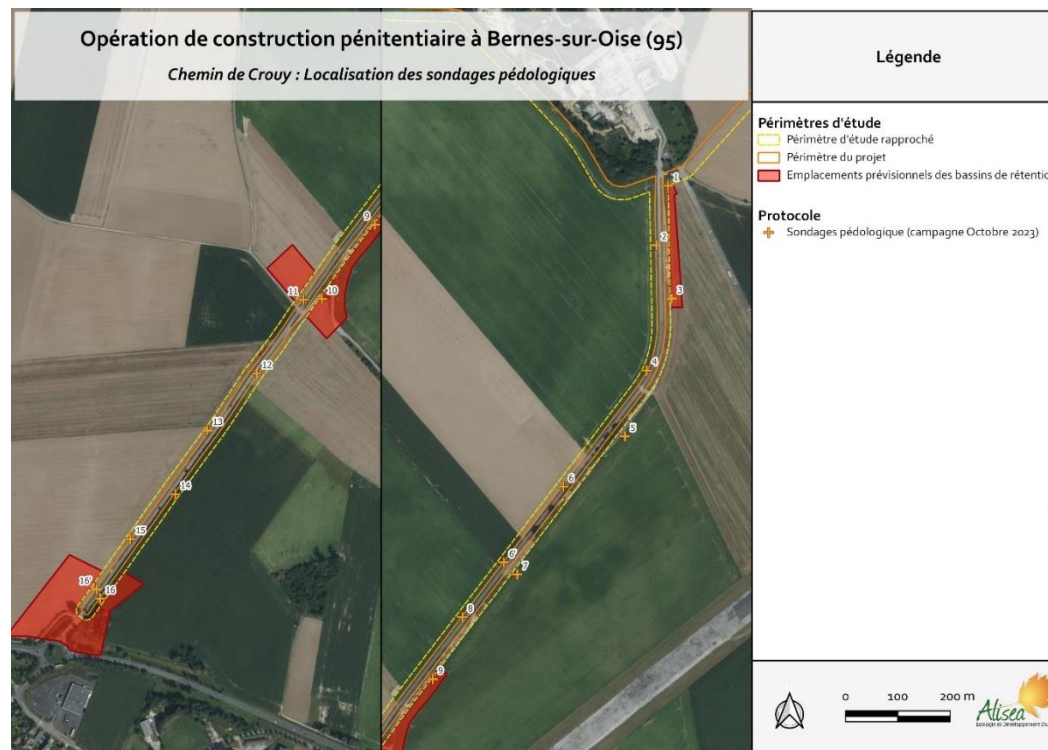 Opération de construction pénitentiaire à Bernes-sur-Oise (95)
Chemin de Crouy : Localisation des sondages pédologiques
Légende
Périmètres d'étude
Périmètre d'étude rapproché
Périmètre du projet
Emplacements prévisionnels des bassins de rétentio
Protocole
Sondages pédologique (campagne Octobre 2023)
9
11
10
12
13
14
15
16'
16
1
2
3
4
5
6
6'
7
8
9
0 100 200 m
Alisea